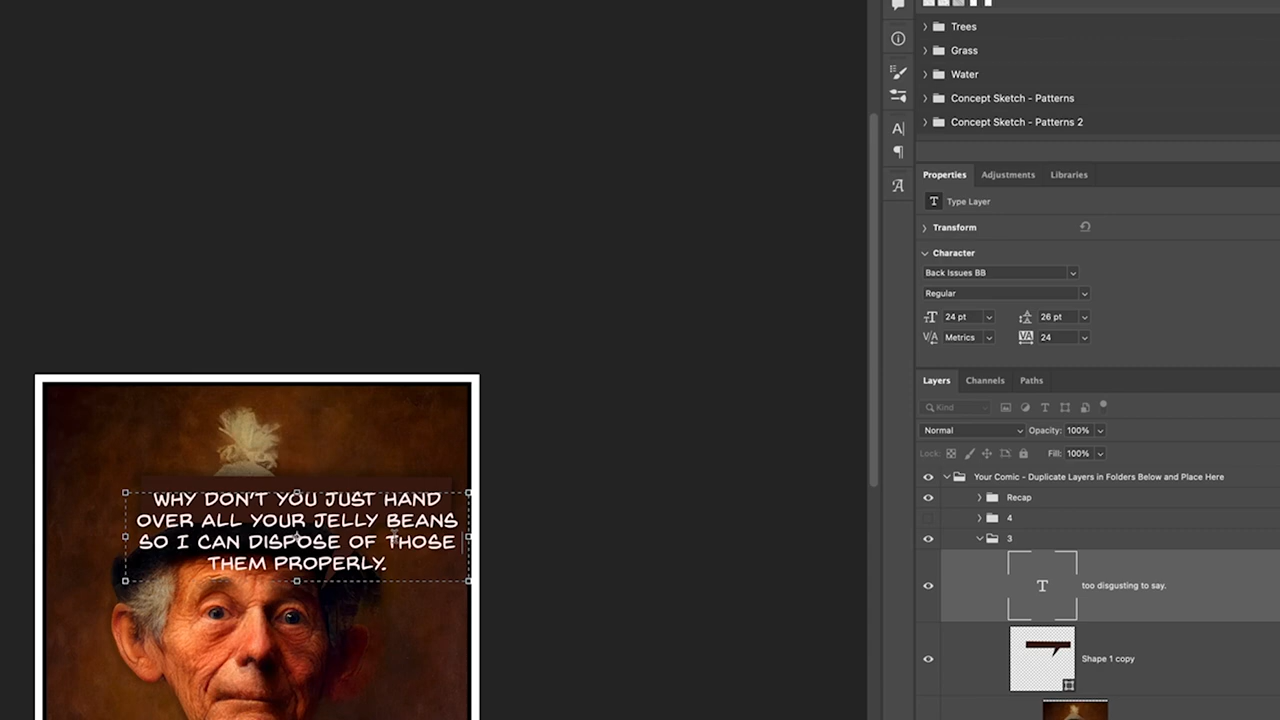 Trees
Grass
Water
Concept Sketch - Patterns
Concept Sketch - Patterns 2
Properties Adjustments Libraries
T Type Layer
Transform
Character
Back Issues BB
Regular
24 pt 26 pt
Metrics 24
Layers Channels Paths
Kind
Normal Opacity: 100%
Lock: Fill: 100%
Your Comic - Duplicate Layers in Folders Below and Place Here
Recap
4
3
T too disgusting to say.
Shape 1 copy
WHY DON'T YOU JUST HAND
OVER ALL YOUR JELLY BEANS
SO I CAN DISPOSE OF THOSE
THEM PROPERLY.